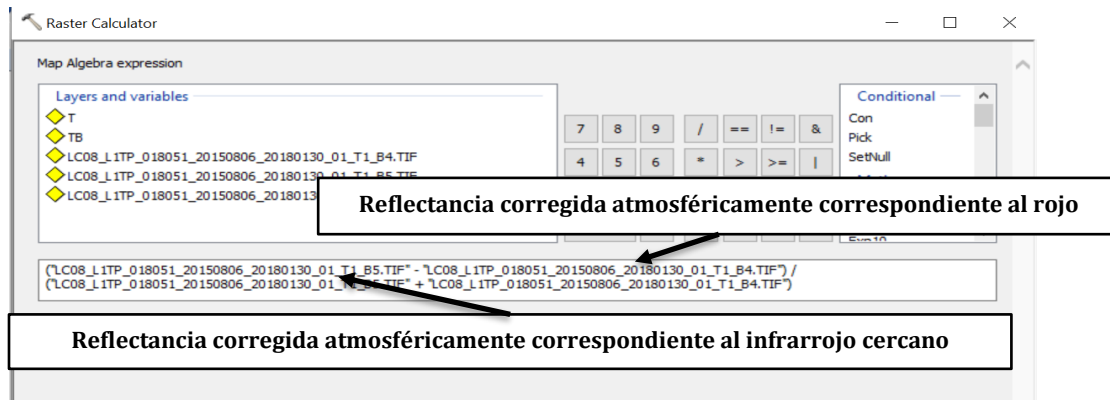 Raster Calculator
Map Algebra expression
Layers and variables
T
TB
LC08_L1TP_018051_20150806_20180130_01_T1_B4.TIF
LC08_L1TP_018051_20150806_20180130_01_T1_B5.TIF
LC08_L1TP_018051_20150806_2018013
7 8 9 / == != &
4 5 6 * > >= |
Conditional
Con
Pick
SetNull
Reflectancia corregida atmosféricamente correspondiente al rojo
("LC08_L1TP_018051_20150806_20180130_01_T1_B5.TIF" - "LC08_L1TP_018051_20150806_20180130_01_T1_B4.TIF") /
("LC08_L1TP_018051_20150806_20180130_01_T1_B5.TIF" + "LC08_L1TP_018051_20150806_20180130_01_T1_B4.TIF")
Reflectancia corregida atmosféricamente correspondiente al infrarrojo cercano